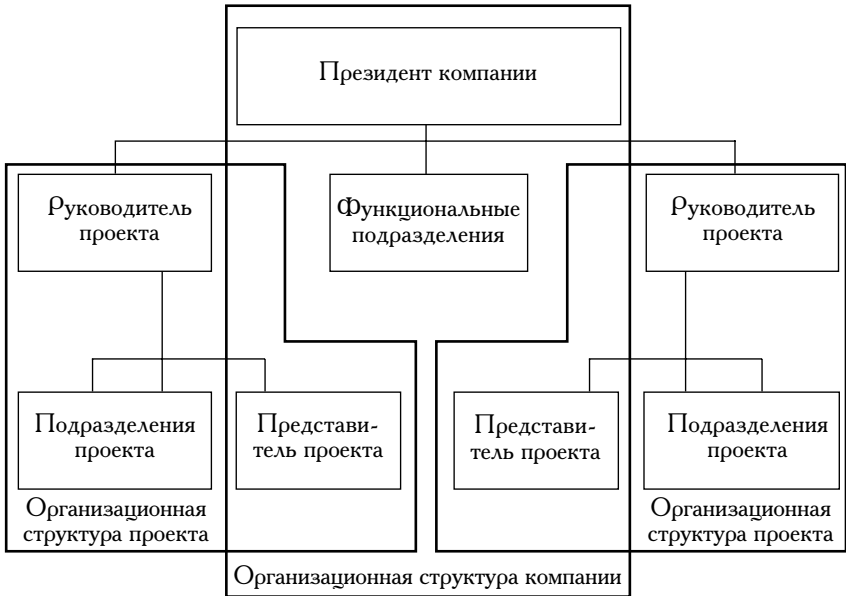 Президент компании
Руководитель
проекта
Функциональные
подразделения
Руководитель
проекта
Подразделения
проекта
Представи-
тель проекта
Представи-
тель проекта
Подразделения
проекта
Организационная
структура проекта
Организационная
структура проекта
Организационная структура компании